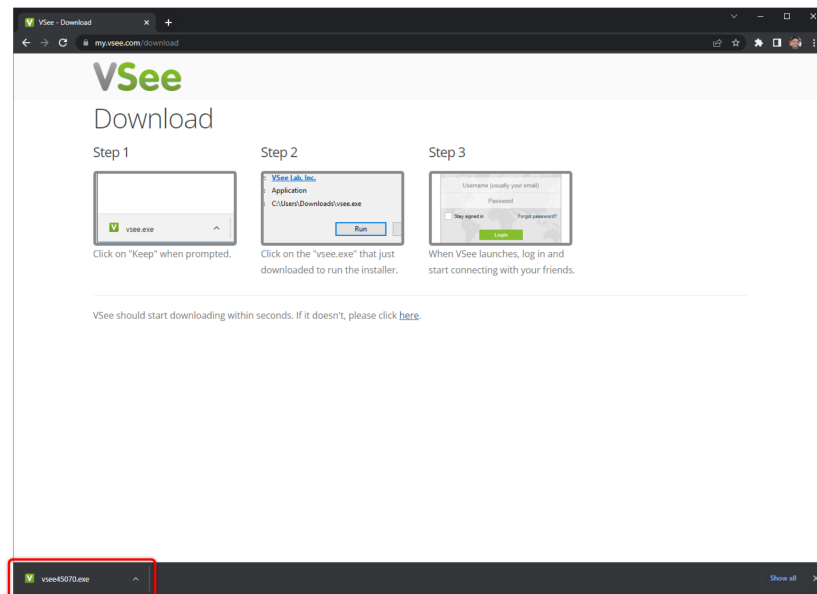 VSee - Download
my.vsee.com/download
VSee
Download
Step 1
Step 2
Step 3
vsee.exe
VSee Lab, Inc.
Application
C:\Users\Downloads\vsee.exe
Run
Username (usually your email)
Password
Stay signed in
Forgot password?
Login
Click on "Keep" when prompted.
Click on the "vsee.exe" that just
downloaded to run the installer.
When VSee launches, log in and
start connecting with your friends.
VSee should start downloading within seconds. If it doesn't, please click here.
vsee45070.exe
Show all